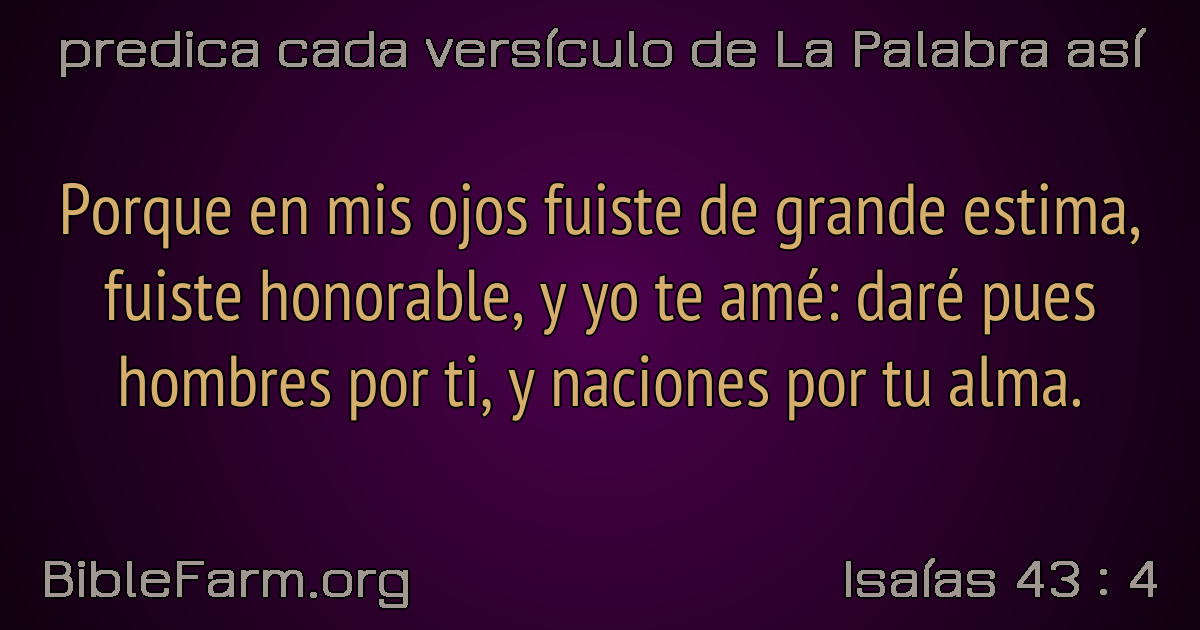 predica cada versículo de La Palabra así
Porque en mis ojos fuiste de grande estima,
fuiste honorable, y yo te amé: daré pues
hombres por ti, y naciones por tu alma.
BibleFarm.org
Isaías 43 : 4